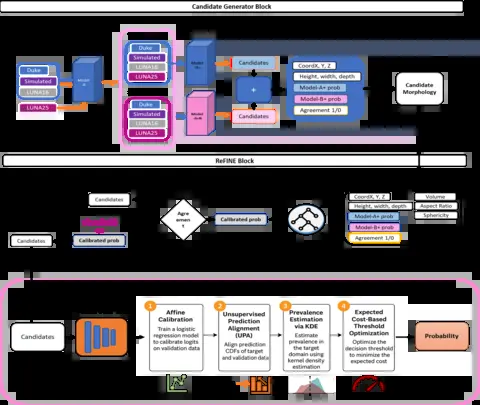 Candidate Generator Block
Duke
Simulated
LUNA16
LUNA25
Duke
Simulated
LUNA16
LUNA25
Duke
Simulated
LUNA16
LUNA25
Candidates
+
Candidates
CoordX, Y, Z
Height, width, depth
Model-A+ prob
Model-B+ prob
Agreement 1/0
Candidate
Morphology
ReFINE Block
Candidates
Candidates
Calibrated prob
Agre
emen
t
Calibrated prob
CoordX, Y, Z
Height, width, depth
Model-A+ prob
Model-B+ prob
Agreement 1/0
Volume
Aspect Ratio
Sphericity
Candidates
1
Affine
Calibration
Train a logistic
regression model
to calibrate logits
on validation data
2
Unsupervised
Prediction
Alignment (UPA)
Align prediction
CDFs of target
and validation data
3
Prevalence
Estimation
via KDE
Estimate
prevalence in
the target
domain using
kernel density
estimation
4
Expected
Cost-Based
Threshold
Optimization
Optimize the
decision threshold
to minimize the
expected cost
Probability